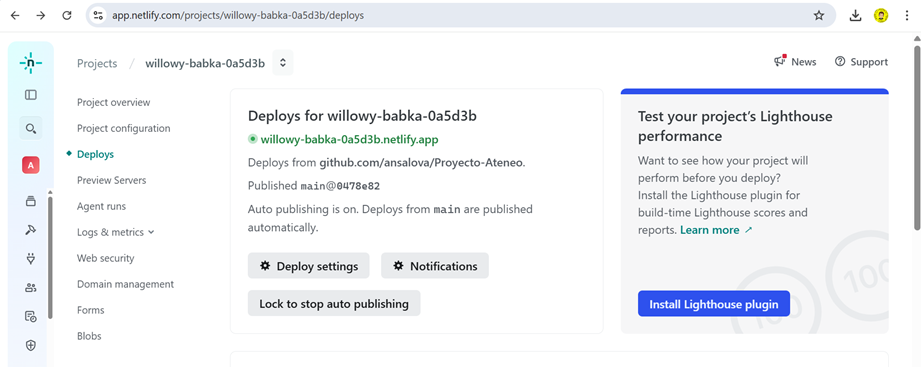 app.netlify.com/projects/willowy-babka-0a5d3b/deploys
n
Projects / willowy-babka-0a5d3b
News
Support
A
Project overview
Project configuration
Deploys
Preview Servers
Agent runs
Logs & metrics
Web security
Domain management
Forms
Blobs
Deploys for willowy-babka-0a5d3b
willowy-babka-0a5d3b.netlify.app
Deploys from github.com/ansalova/Proyecto-Ateneo.
Published main@0478e82
Auto publishing is on. Deploys from main are published
automatically.
Deploy settings
Notifications
Lock to stop auto publishing
Test your project's Lighthouse
performance
Want to see how your project will
perform before you deploy?
Install the Lighthouse plugin for
build-time Lighthouse scores and
reports. Learn more ↗
Install Lighthouse plugin
100
100